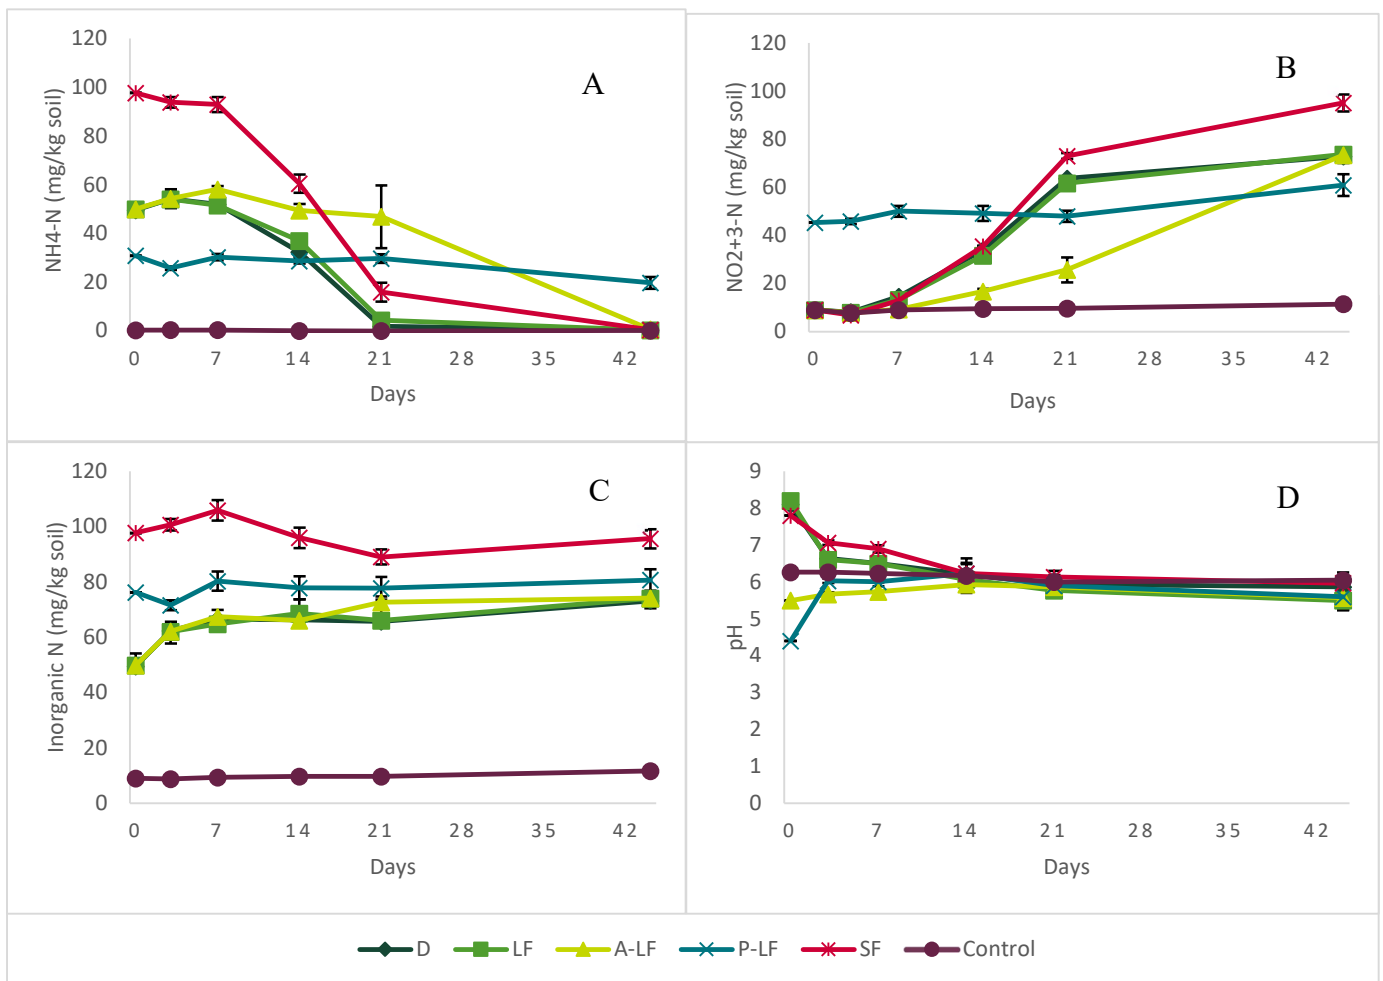 A
NH4-N (mg/kg soil)
120
100
80
60
40
20
0
0 7 14 21 28 35 42
Days
B
NO2+3-N (mg/kg soil)
120
100
80
60
40
20
0
0 7 14 21 28 35 42
Days
C
Inorganic N (mg/kg soil)
120
100
80
60
40
20
0
0 7 14 21 28 35 42
Days
D
pH
9
8
7
6
5
4
3
2
1
0
0 7 14 21 28 35 42
Days
D LF A-LF P-LF SF Control